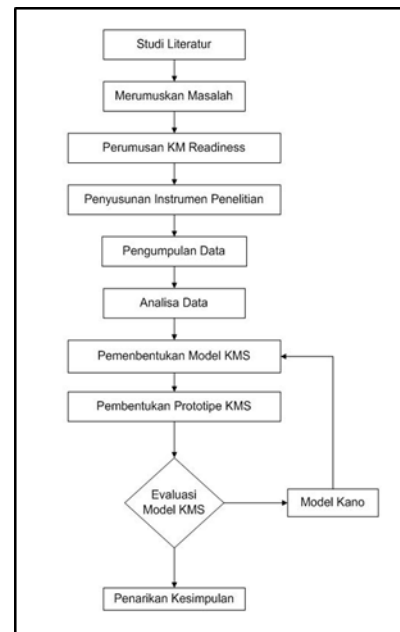 Studi Literatur
Merumuskan Masalah
Perumusan KM Readiness
Penyusunan Instrumen Penelitian
Pengumpulan Data
Analisa Data
Pemenbentukan Model KMS
Pembentukan Prototipe KMS
Evaluasi
Model KMS
Model Kano
Penarikan Kesimpulan